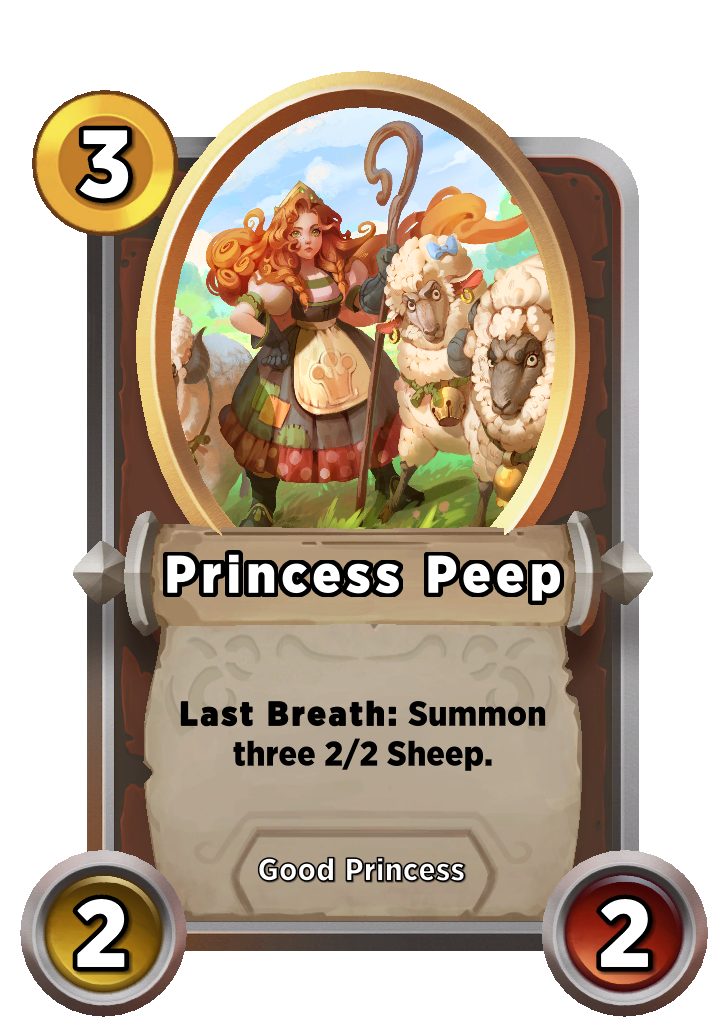 3
Princess Peep
Last Breath: Summon
three 2/2 Sheep.
Good Princess
2
2